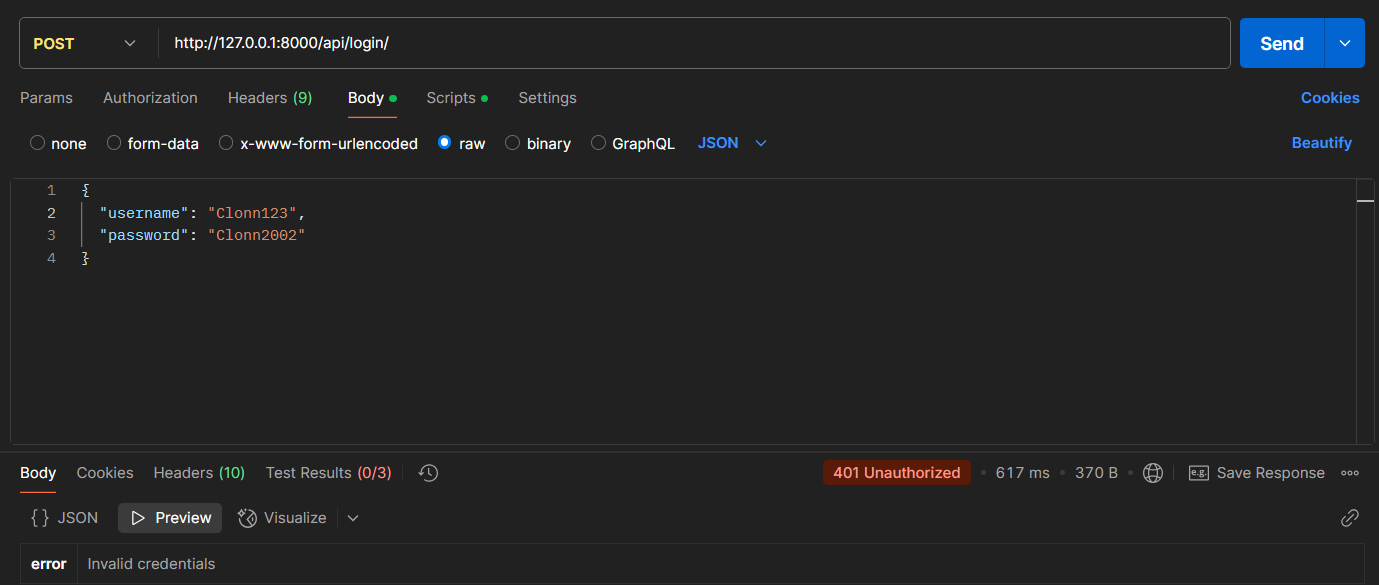 POST http://127.0.0.1:8000/api/login/ Send
Params Authorization Headers (9) Body Scripts Settings Cookies
none form-data x-www-form-urlencoded raw binary GraphQL JSON Beautify
1 {
2 "username": "Clonn123",
3 "password": "Clonn2002"
4 }
Body Cookies Headers (10) Test Results (0/3) 401 Unauthorized • 617 ms • 370 B • e.g. Save Response
{} JSON Preview Visualize
error Invalid credentials